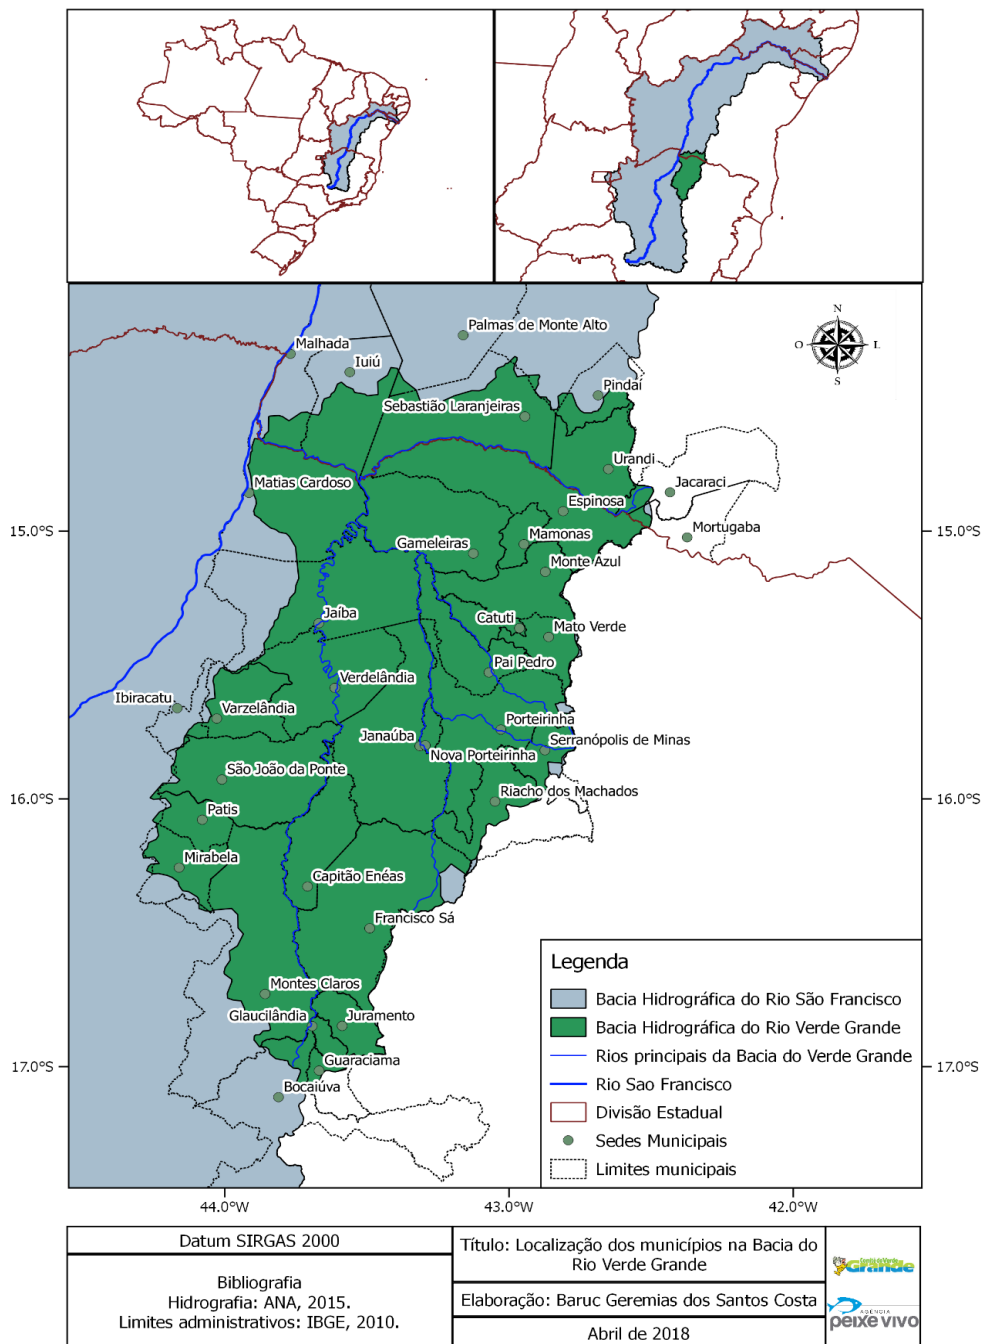 N
O
L
S
Palmas de Monte Alto
Malhada
Iuiú
Pindaí
Sebastião Laranjeiras
Urandi
Jacaraci
Matias Cardoso
Espinosa
15.0°S
Mortugaba
15.0°S
Mamonas
Gameleiras
Monte Azul
Jaíba
Catuti
Mato Verde
Pai Pedro
Verdelândia
Ibiracatu
Varzelândia
Porteirinha
Janaúba
Serranópolis de Minas
Nova Porteirinha
São João da Ponte
Riacho dos Machados
16.0°S
16.0°S
Patis
Mirabela
Capitão Enéas
Francisco Sá
Montes Claros
Glaucilândia
Juramento
Guaraciama
17.0°S
17.0°S
Bocaiúva
Legenda
Bacia Hidrográfica do Rio São Francisco
Bacia Hidrográfica do Rio Verde Grande
Rios principais da Bacia do Verde Grande
Rio Sao Francisco
Divisão Estadual
Sedes Municipais
Limites municipais
44.0°W
43.0°W
42.0°W
Datum SIRGAS 2000
Bibliografia
Hidrografia: ANA, 2015.
Limites administrativos: IBGE, 2010.
Título: Localização dos municípios na Bacia do
Rio Verde Grande
Elaboração: Baruc Geremias dos Santos Costa
Abril de 2018
Grande
AGÊNCIA
peixe vivo